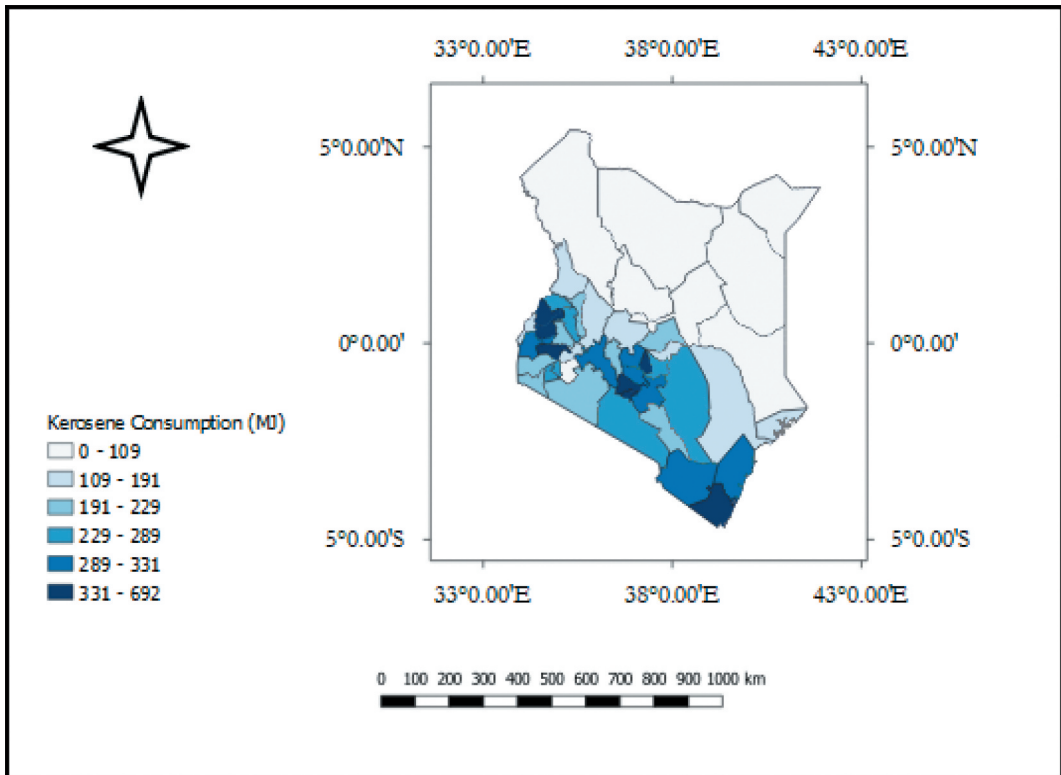 33°0.00'E 38°0.00'E 43°0.00'E
5°0.00'N 5°0.00'N
0°0.00' 0°0.00'
Kerosene Consumption (MJ)
0 - 109
109 - 191
191 - 229
229 - 289
289 - 331
331 - 692
5°0.00'S 5°0.00'S
33°0.00'E 38°0.00'E 43°0.00'E
0 100 200 300 400 500 600 700 800 900 1000 km